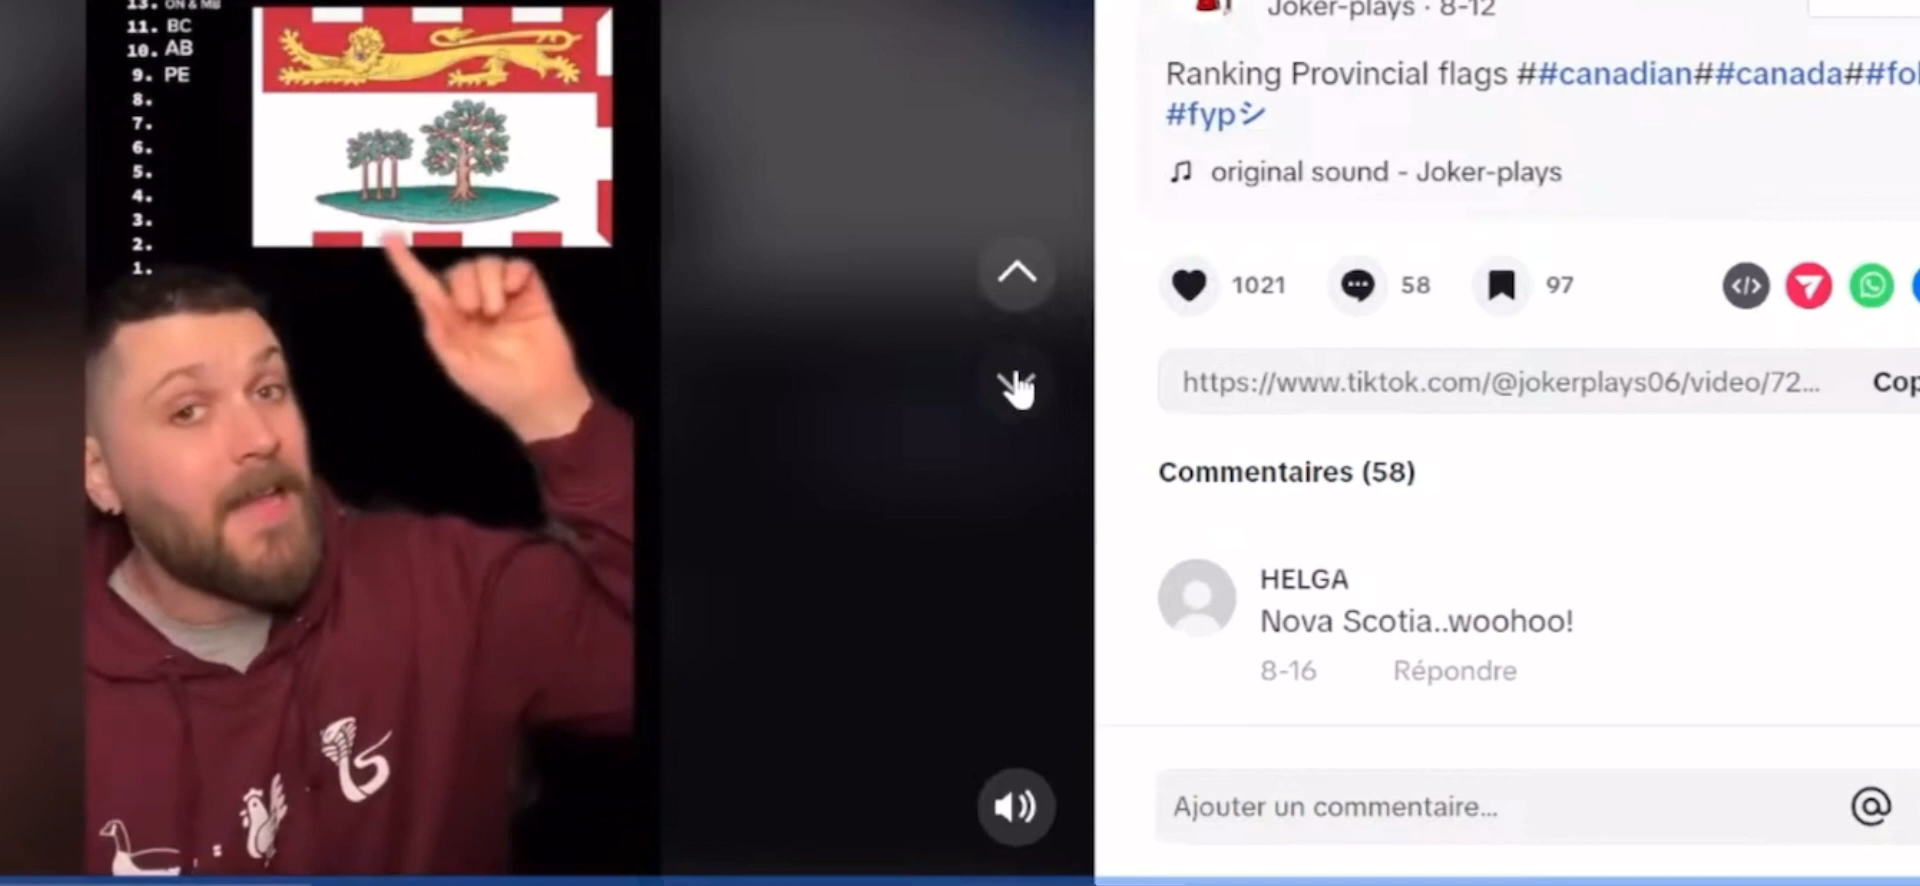 13. ON & MB
11. BC
10. AB
9. PE
8.
7.
6.
5.
4.
3.
2.
1.
Joker-plays · 8-12
Ranking Provincial flags ##canadian##canada##fol
#fypシ
original sound - Joker-plays
1021
58
97
https://www.tiktok.com/@jokerplays06/video/72...
Cop
Commentaires (58)
HELGA
Nova Scotia..woohoo!
8-16 Répondre
Ajouter un commentaire...